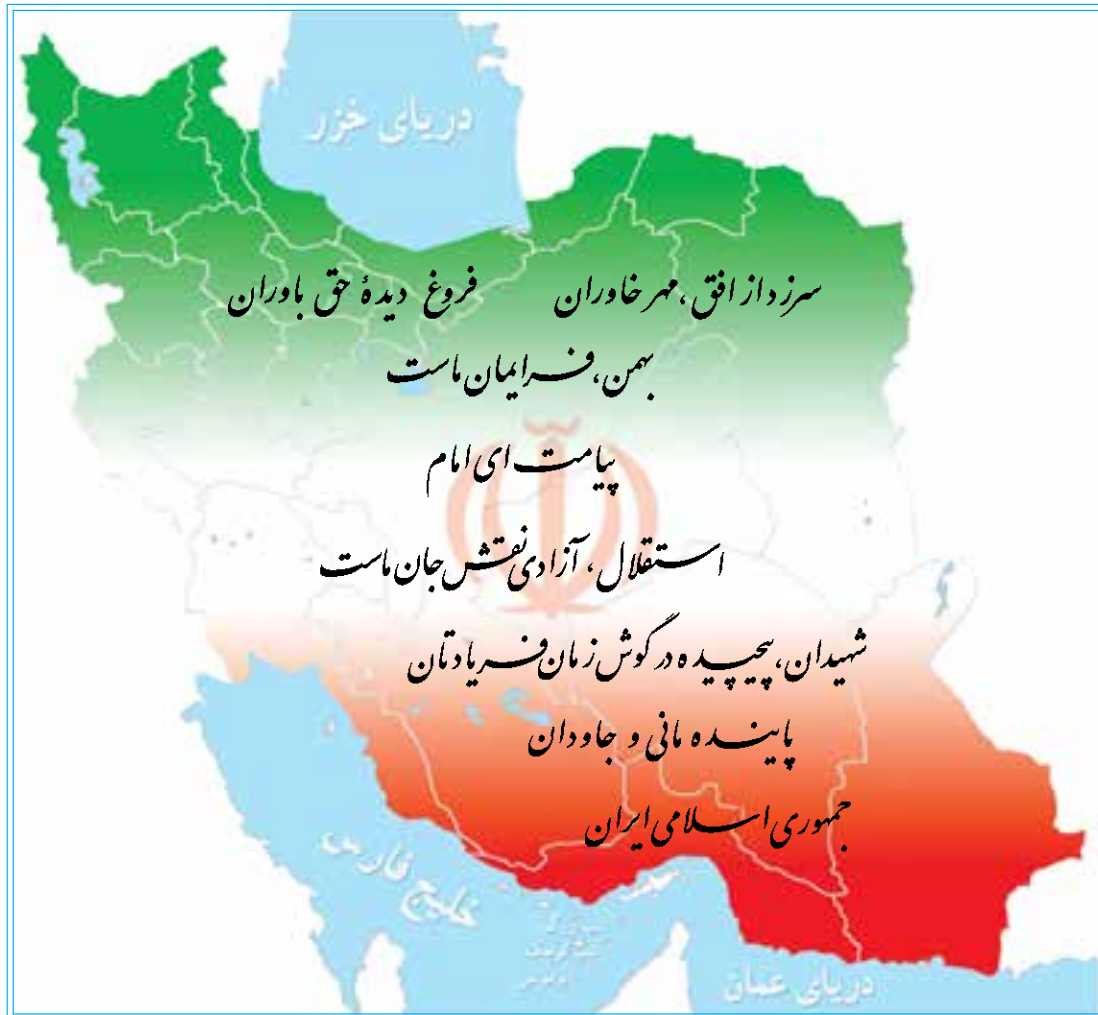 دریای خزر
سر زد از افق، مهر خاوران فروغ دیدهٔ حق باوران
بهمن، فر ایمان ماست
پیامت ای امام
استقلال، آزادی نقش جان ماست
شهیدان، پیچیده در گوش زمان فریادتان
پاینده مانی و جاودان
جمهوری اسلامی ایران
خلیج فارس
دریای عمان